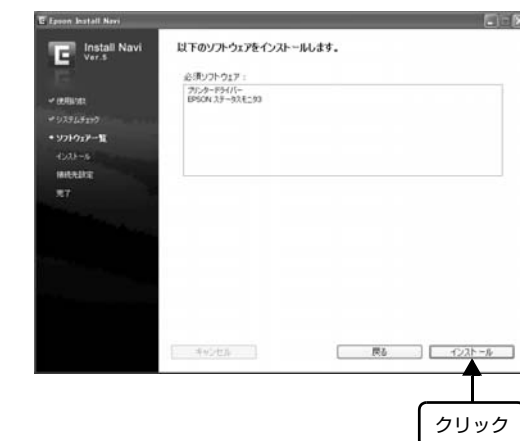 Epson Install Navi
Install Navi
Ver.5
使用許諾
システムチェック
ソフトウェア一覧
インストール
接続先設定
完了
以下のソフトウェアをインストールします。
必須ソフトウェア：
プリンタードライバー
EPSON ステータスモニタ3
キャンセル
戻る
インストール
クリック